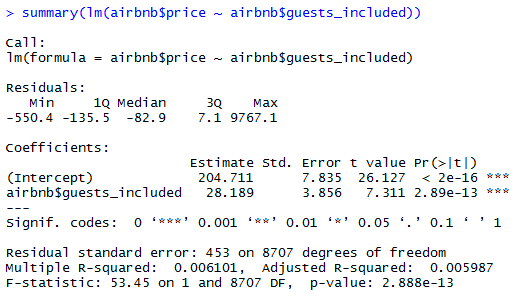 > summary(lm(airbnb$price ~ airbnb$guests_included))
Call:
lm(formula = airbnb$price ~ airbnb$guests_included)
Residuals:
Min 1Q Median 3Q Max
-550.4 -135.5 -82.9 7.1 9767.1
Coefficients:
Estimate Std. Error t value Pr(>|t|)
(Intercept) 204.711 7.835 26.127 < 2e-16 ***
airbnb$guests_included 28.189 3.856 7.311 2.89e-13 ***
---
Signif. codes: 0 ‘***’ 0.001 ‘**’ 0.01 ‘*’ 0.05 ‘.’ 0.1 ‘ ’ 1
Residual standard error: 453 on 8707 degrees of freedom
Multiple R-squared: 0.006101, Adjusted R-squared: 0.005987
F-statistic: 53.45 on 1 and 8707 DF, p-value: 2.888e-13